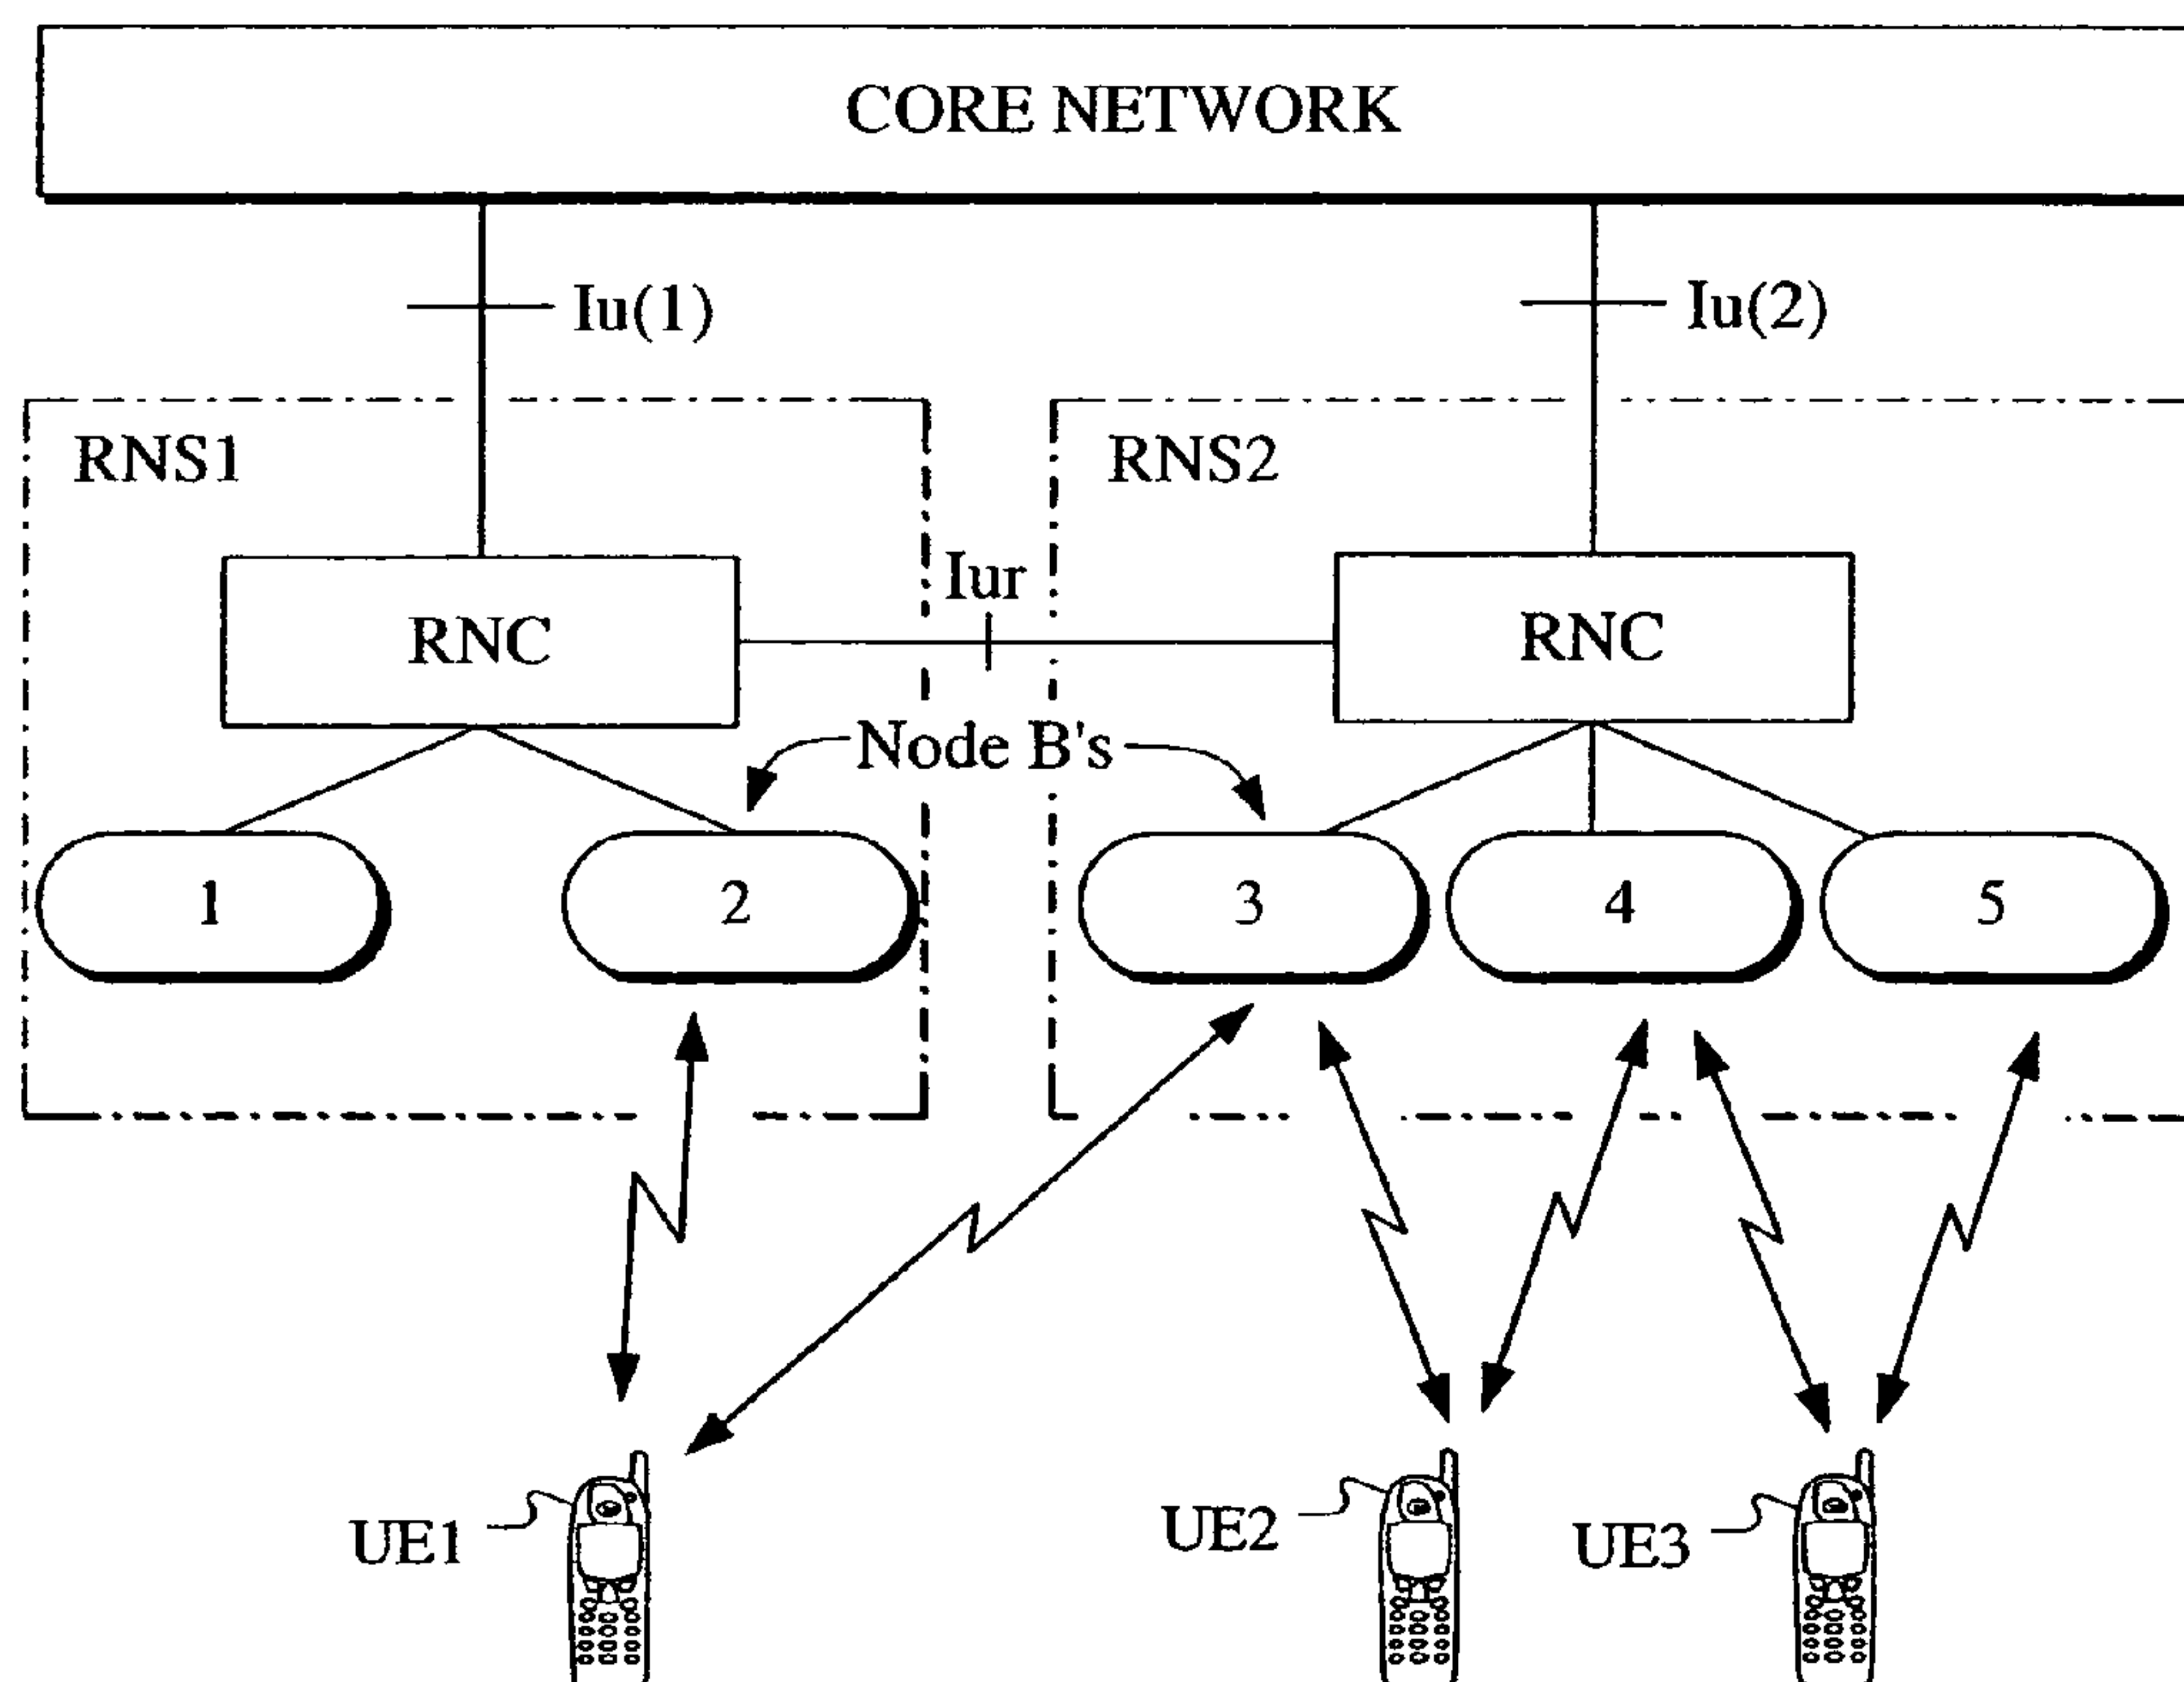 CORE NETWORK
Iu(1)
Iu(2)
RNS1
RNS2
Iur
RNC
RNC
Node B's
1
2
3
4
5
UE1
UE2
UE3